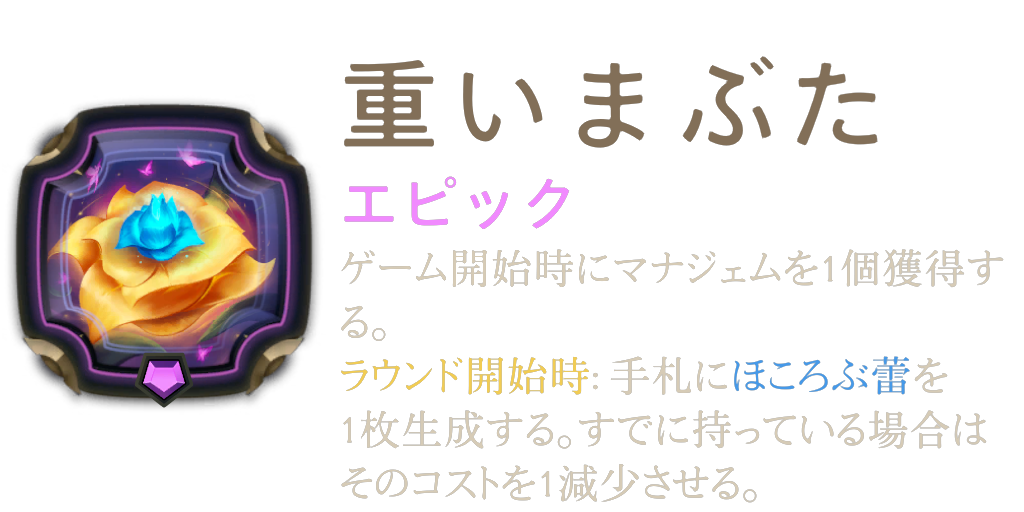 重いまぶた
エピック
ゲーム開始時にマナジェムを1個獲得す
る。
ラウンド開始時: 手札にほころぶ蕾を
1枚生成する。すでに持っている場合は
そのコストを1減少させる。